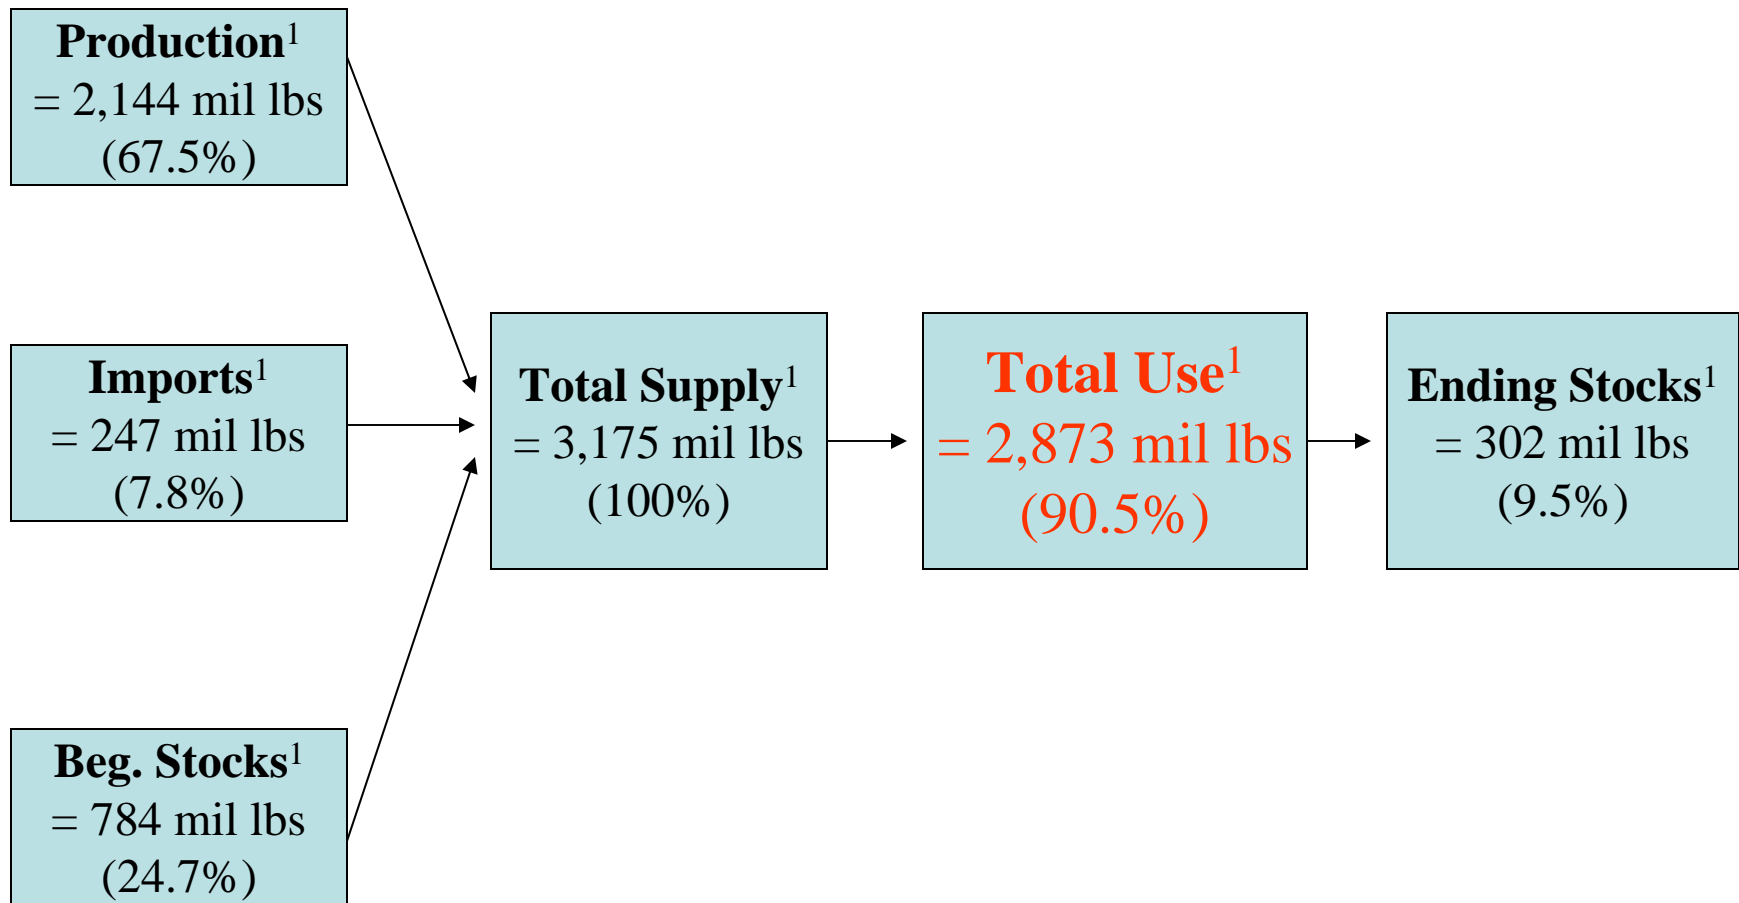 Production¹
= 2,144 mil lbs
(67.5%)
Imports¹
= 247 mil lbs
(7.8%)
Beg. Stocks¹
= 784 mil lbs
(24.7%)
Total Supply¹
= 3,175 mil lbs
(100%)
Total Use¹
= 2,873 mil lbs
(90.5%)
Ending Stocks¹
= 302 mil lbs
(9.5%)